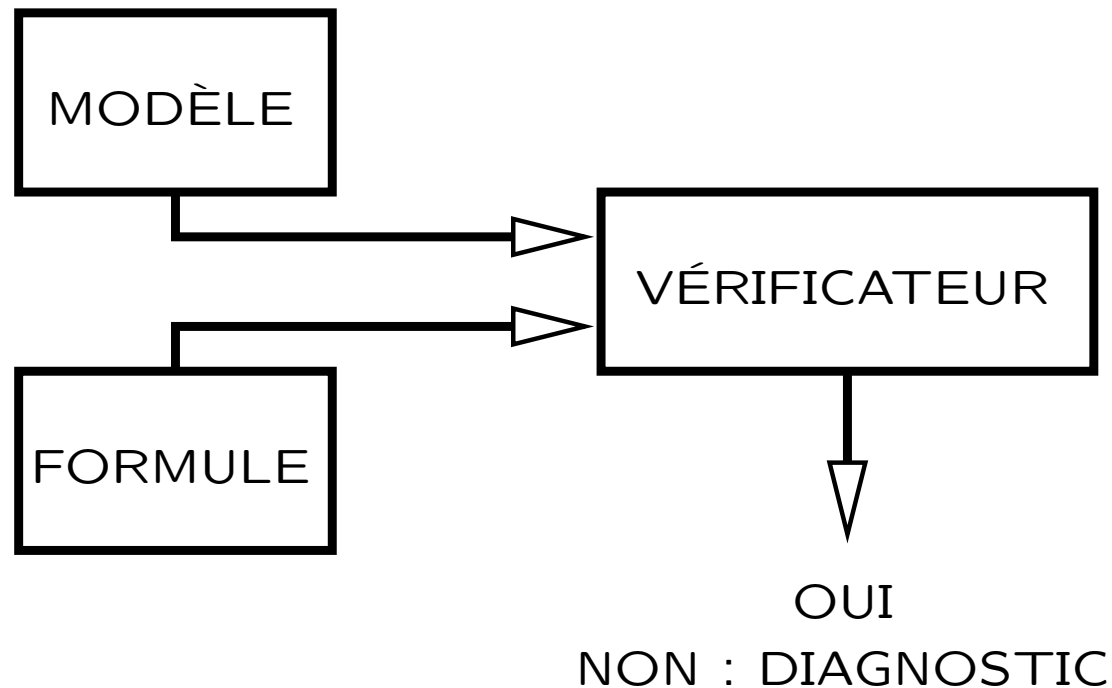 MODÈLE
VÉRIFICATEUR
FORMULE
OUI
NON : DIAGNOSTIC